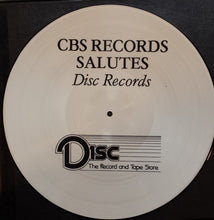 CBS RECORDS
SALUTES
Disc Records
Disc
The Record and Tape Store